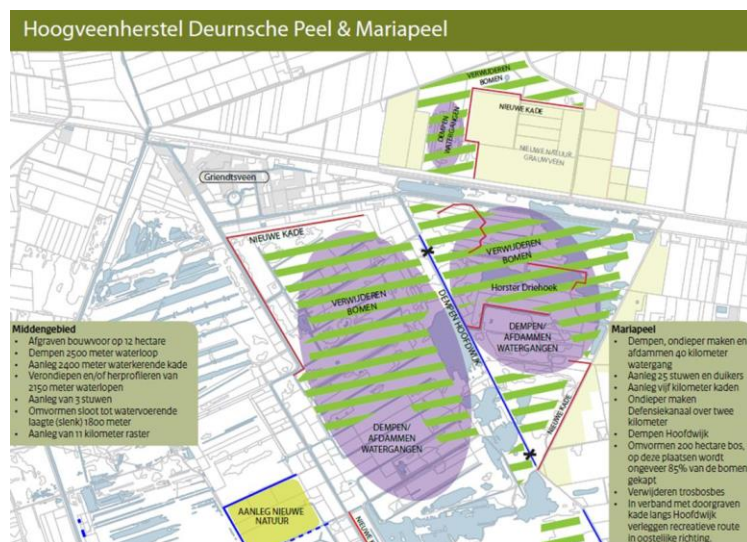 Hoogveenherstel Deurnsche Peel & Mariapeel
VERWIJDEREN
BOMEN
NIEUWE KADE
DEMPEN
WATERGANGEN
NIEUWE NATUUR
GRAUWVEEN
Griendtsveen
NIEUWE KADE
VERWIJDEREN
BOMEN
VERWIJDEREN
BOMEN
Horster Driehoek
DEMPEN HOOFDWIJK
DEMPEN/
AFDAMMEN
WATERGANGEN
DEMPEN/
AFDAMMEN
WATERGANGEN
NIEUWE KADE
AANLEG NIEUWE
NATUUR
NIEUWE
Middengebied
• Afgraven bouwvoor op 12 hectare
• Dempen 2500 meter waterloop
• Aanleg 2400 meter waterkerende kade
• Verondiepen en/of herprofileren van
2150 meter waterlopen
• Aanleg van 3 stuwen
• Omvormen sloot tot watervoerende
laagte (slenk) 1800 meter
• Aanleg van 11 kilometer raster
Mariapeel
• Dempen, ondieper maken en
afdammen 40 kilometer
watergang
• Aanleg 25 stuwen en duikers
• Aanleg vijf kilometer kaden
• Ondieper maken
Defensiekanaal over twee
kilometer
• Dempen Hoofdwijk
• Omvormen 200 hectare bos,
op deze plaatsen wordt
ongeveer 85% van de bomen
gekapt
• Verwijderen trosbosbes
• In verband met doorgraven
kade langs Hoofdwijk
verleggen recreatieve route
in oostelijke richting.